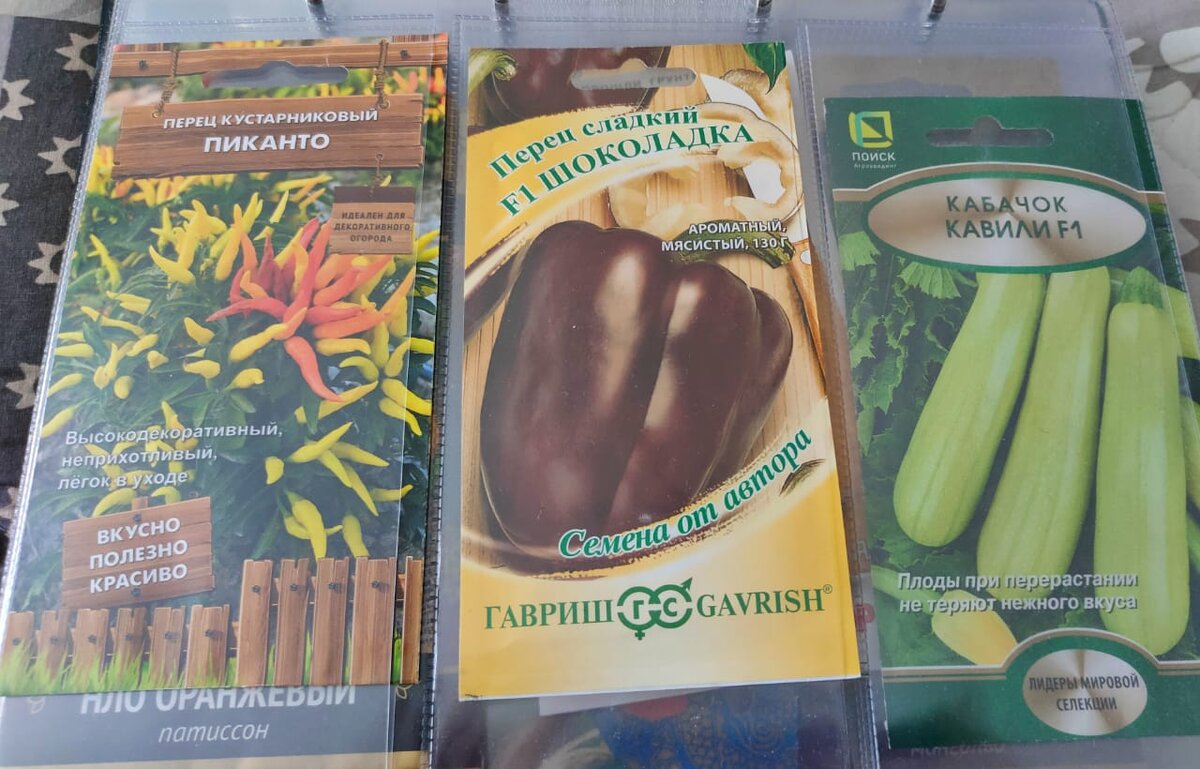 ПЕРЕЦ КУСТАРНИКОВЫЙ
ПИКАНТО
ИДЕАЛЕН ДЛЯ
ДЕКОРАТИВНОГО
ОГОРОДА
Высокодекоративный,
неприхотливый,
лёгок в уходе
ВКУСНО
ПОЛЕЗНО
КРАСИВО
НЛО ОРАНЖЕВЫЙ
патиссон
Перец сладкий
F1 ШОКОЛАДКА
АРОМАТНЫЙ,
МЯСИСТЫЙ, 130 Г
Семена от автора
ГАВРИШ ГС GAVRISH®
ПОИСК
Агрохолдинг
КАБАЧОК
КАВИЛИ F1
Плоды при перерастании
не теряют нежного вкуса
ЛИДЕРЫ МИРОВОЙ
СЕЛЕКЦИИ